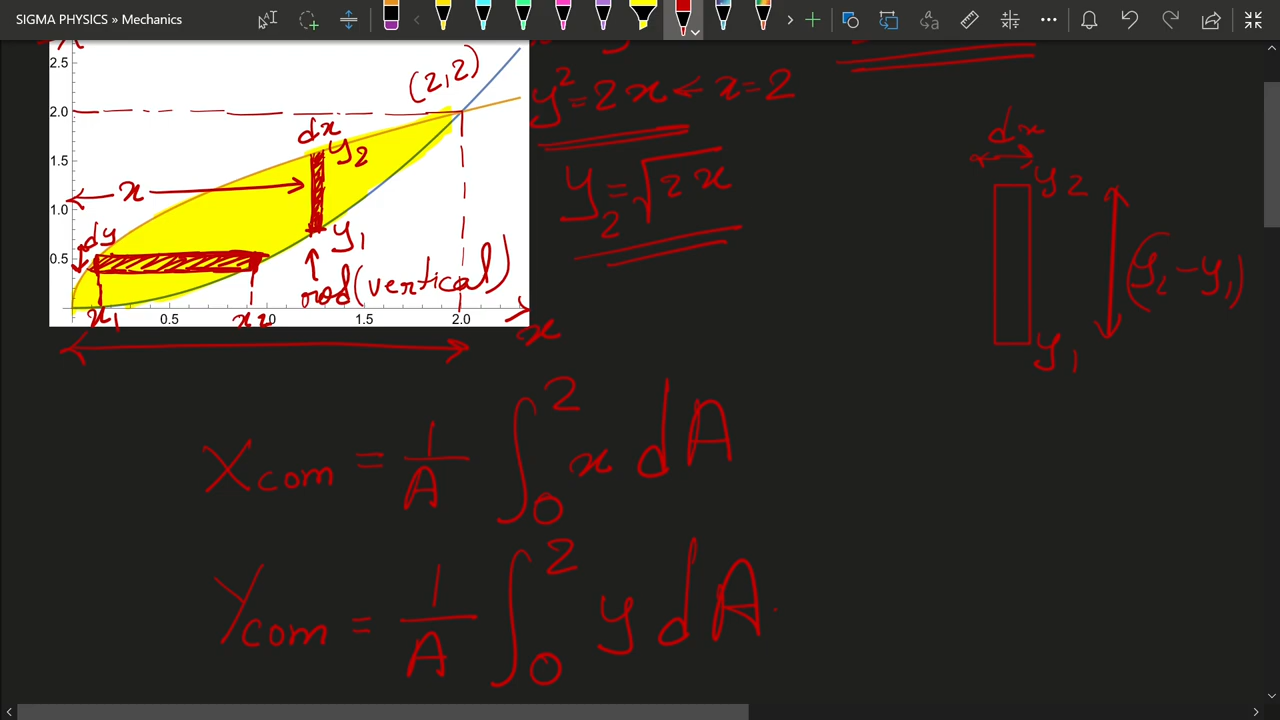 SIGMA PHYSICS » Mechanics
2.5
(2,2)
y² = 2x ← x=2
2.0
dx
y₂
1.5
y₂ = √2x
x
1.0
dy
y₁
0.5
rod (vertical)
x₁
x₂
0.5
1.0
1.5
2.0
x
dx
y₂
(y₂ - y₁)
y₁
Xcom = 1/A ∫₀² x dA
Ycom = 1/A ∫₀² y dA